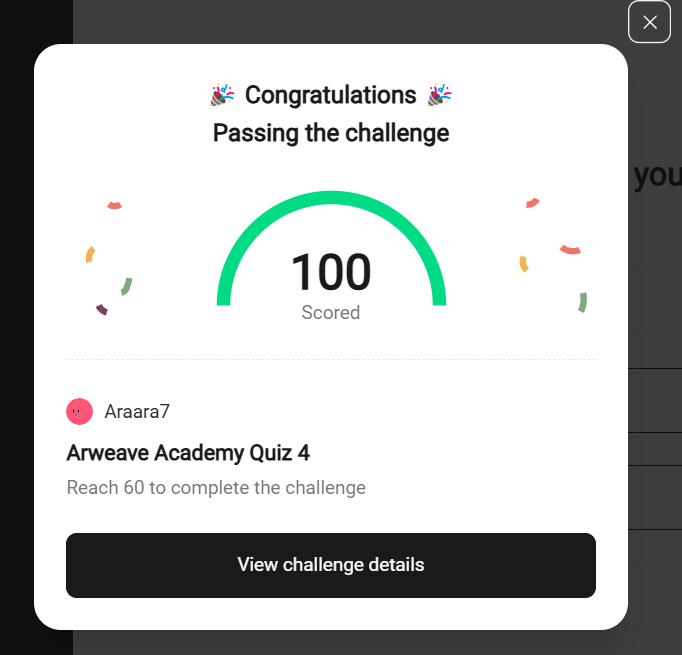 🎉 Congratulations 🎉
Passing the challenge
you
100
Scored
Araara7
Arweave Academy Quiz 4
Reach 60 to complete the challenge
View challenge details